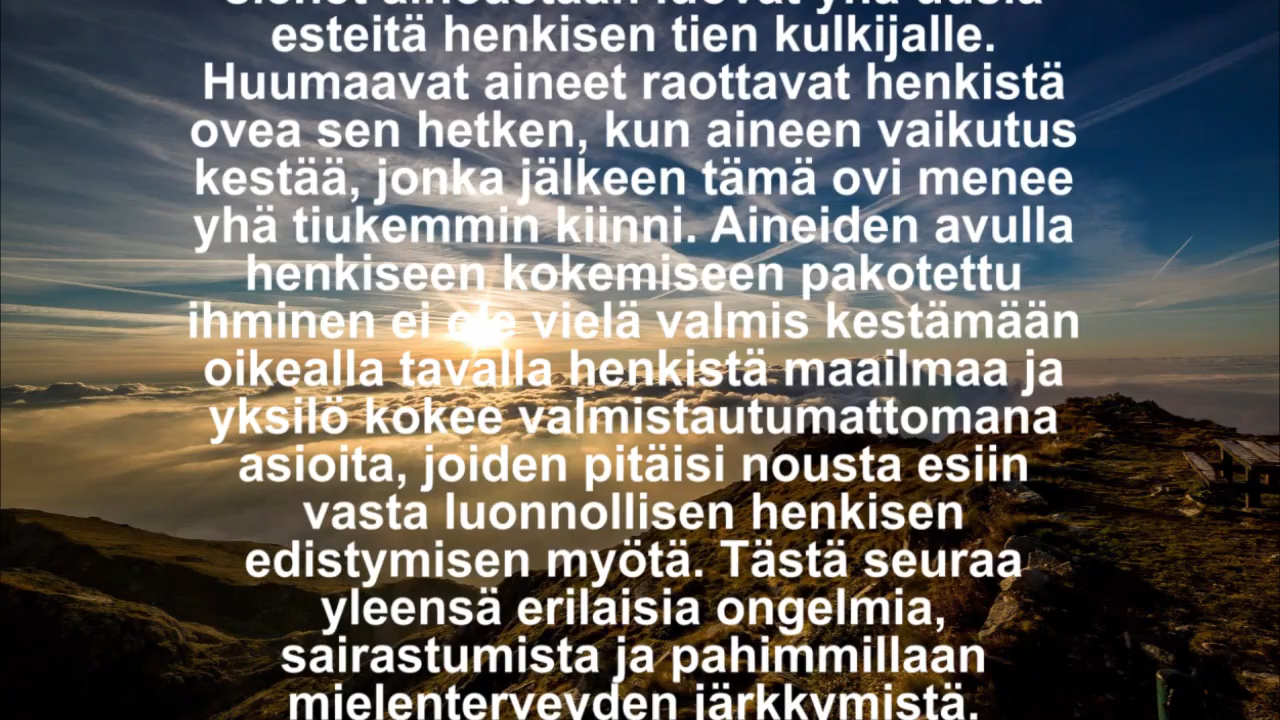 esteitä henkisen tien kulkijalle.
Huumaavat aineet raottavat henkistä
ovea sen hetken, kun aineen vaikutus
kestää, jonka jälkeen tämä ovi menee
yhä tiukemmin kiinni. Aineiden avulla
henkiseen kokemiseen pakotettu
ihminen ei ole vielä valmis kestämään
oikealla tavalla henkistä maailmaa ja
yksilö kokee valmistautumattomana
asioita, joiden pitäisi nousta esiin
vasta luonnollisen henkisen
edistymisen myötä. Tästä seuraa
yleensä erilaisia ongelmia,
sairastumista ja pahimmillaan
mielenterveyden järkkymistä.